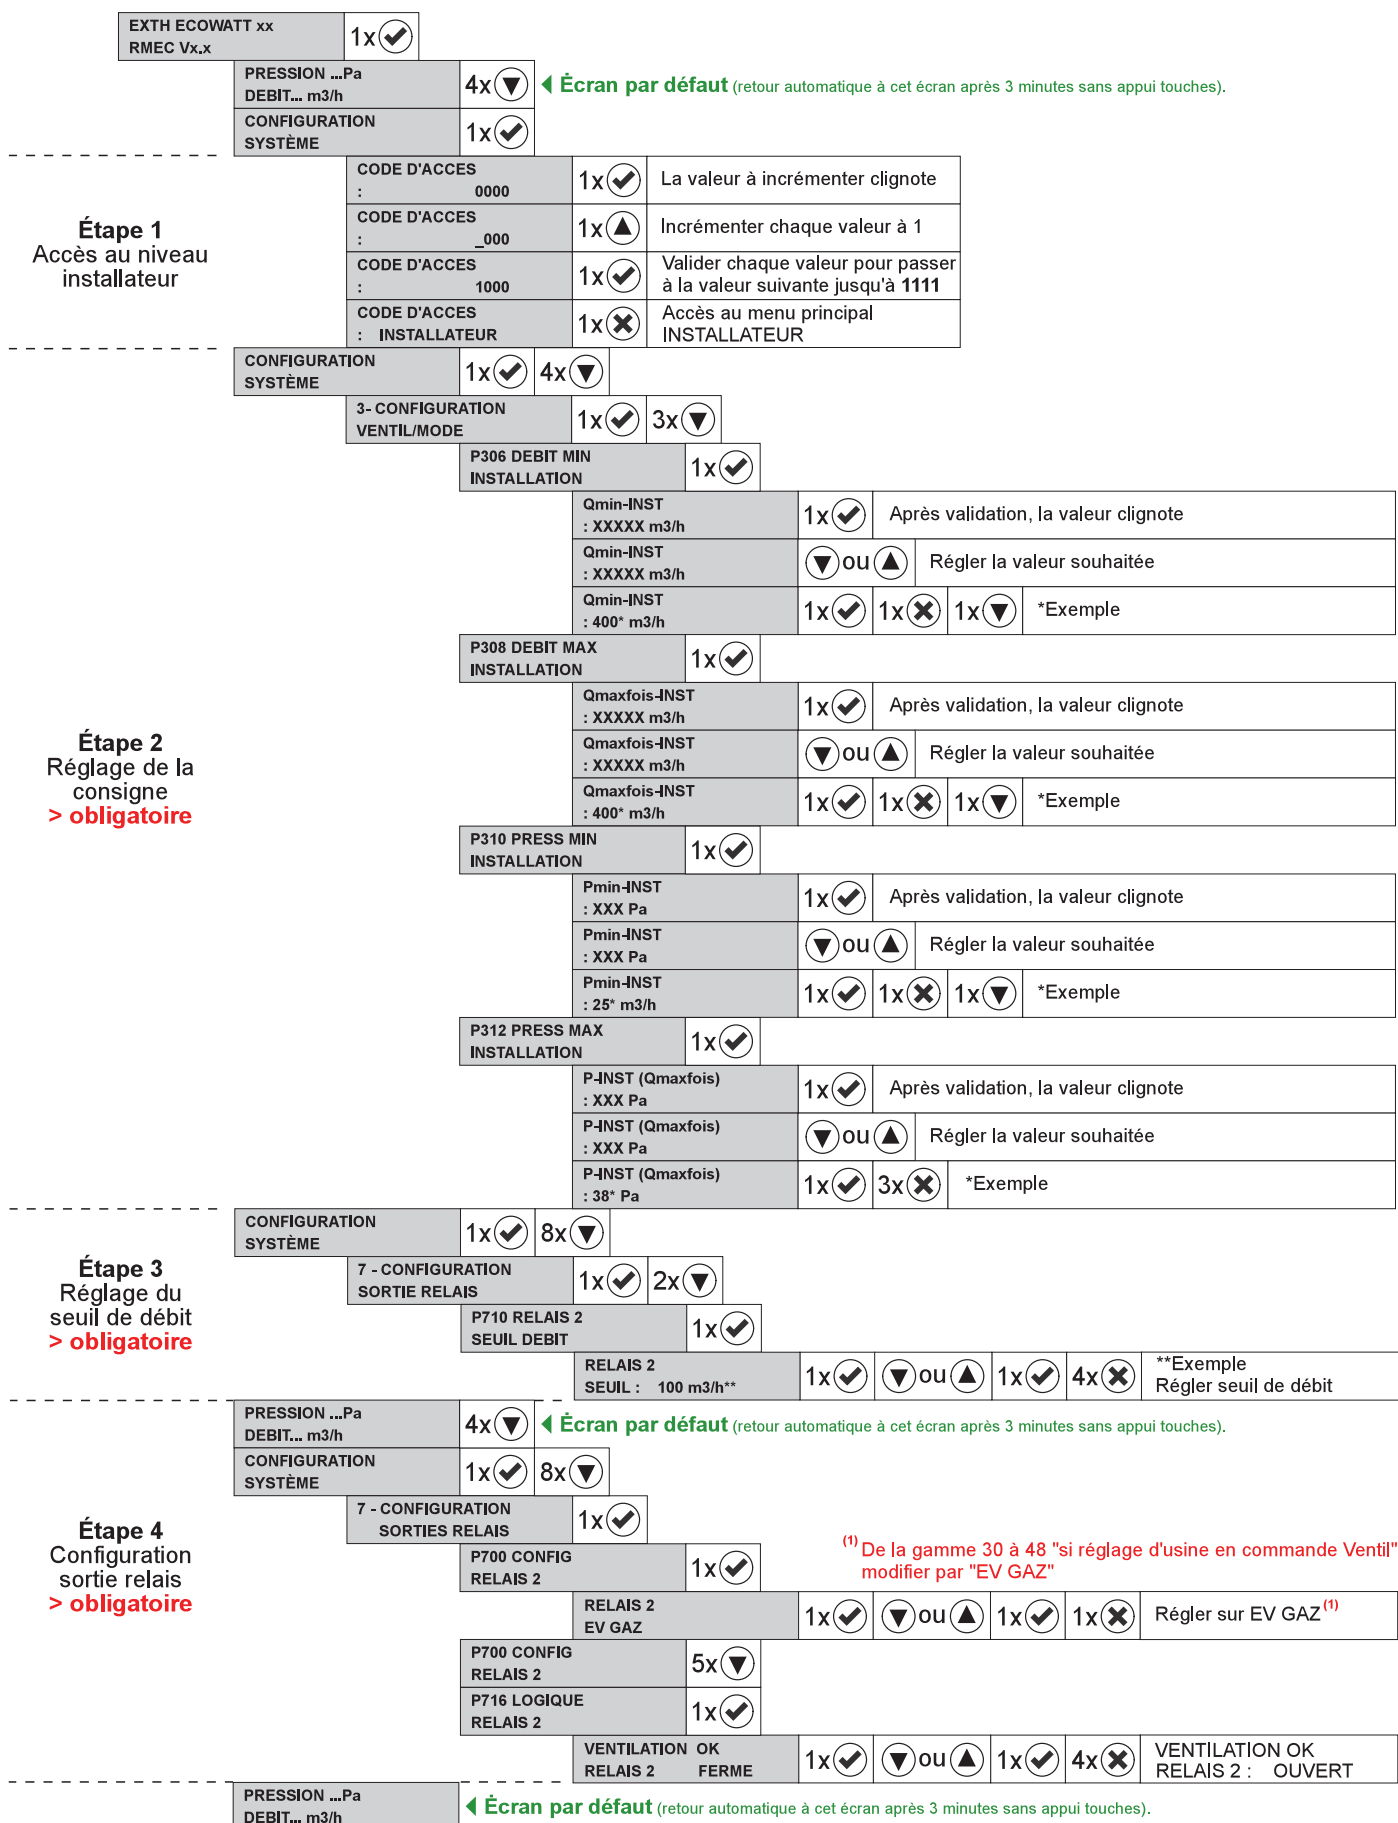 EXTH ECOWATT xx
RMEC Vx.x
1x
PRESSION ...Pa
DEBIT... m3/h
4x
Écran par défaut (retour automatique à cet écran après 3 minutes sans appui touches).
CONFIGURATION
SYSTÈME
1x
Étape 1
Accès au niveau
installateur
CODE D'ACCES
: 0000
1x
La valeur à incrémenter clignote
CODE D'ACCES
: _000
1x
Incrémenter chaque valeur à 1
CODE D'ACCES
: 1000
1x
Valider chaque valeur pour passer
à la valeur suivante jusqu'à 1111
CODE D'ACCES
: INSTALLATEUR
1x
Accès au menu principal
INSTALLATEUR
Étape 2
Réglage de la
consigne
> obligatoire
CONFIGURATION
SYSTÈME
1x 4x
3- CONFIGURATION
VENTIL/MODE
1x 3x
P306 DEBIT MIN
INSTALLATION
1x
Qmin-INST
: XXXXX m3/h
1x
Après validation, la valeur clignote
Qmin-INST
: XXXXX m3/h
ou
Régler la valeur souhaitée
Qmin-INST
: 400* m3/h
1x 1x 1x
*Exemple
P308 DEBIT MAX
INSTALLATION
1x
Qmaxfois-INST
: XXXXX m3/h
1x
Après validation, la valeur clignote
Qmaxfois-INST
: XXXXX m3/h
ou
Régler la valeur souhaitée
Qmaxfois-INST
: 400* m3/h
1x 1x 1x
*Exemple
P310 PRESS MIN
INSTALLATION
1x
Pmin-INST
: XXX Pa
1x
Après validation, la valeur clignote
Pmin-INST
: XXX Pa
ou
Régler la valeur souhaitée
Pmin-INST
: 25* m3/h
1x 1x 1x
*Exemple
P312 PRESS MAX
INSTALLATION
1x
P-INST (Qmaxfois)
: XXX Pa
1x
Après validation, la valeur clignote
P-INST (Qmaxfois)
: XXX Pa
ou
Régler la valeur souhaitée
P-INST (Qmaxfois)
: 38* Pa
1x 3x
*Exemple
Étape 3
Réglage du
seuil de débit
> obligatoire
CONFIGURATION
SYSTÈME
1x 8x
7 - CONFIGURATION
SORTIE RELAIS
1x 2x
P710 RELAIS 2
SEUIL DEBIT
1x
RELAIS 2
SEUIL : 100 m3/h**
1x ou 1x 4x
**Exemple
Régler seuil de débit
PRESSION ...Pa
DEBIT... m3/h
4x
Écran par défaut (retour automatique à cet écran après 3 minutes sans appui touches).
Étape 4
Configuration
sortie relais
> obligatoire
CONFIGURATION
SYSTÈME
1x 8x
7 - CONFIGURATION
SORTIES RELAIS
1x
P700 CONFIG
RELAIS 2
1x
(1) De la gamme 30 à 48 "si réglage d'usine en commande Ventil"
modifier par "EV GAZ"
RELAIS 2
EV GAZ
1x ou 1x 1x
Régler sur EV GAZ (1)
P700 CONFIG
RELAIS 2
5x
P716 LOGIQUE
RELAIS 2
1x
VENTILATION OK
RELAIS 2 FERME
1x ou 1x 4x
VENTILATION OK
RELAIS 2 : OUVERT
PRESSION ...Pa
DEBIT... m3/h
Écran par défaut (retour automatique à cet écran après 3 minutes sans appui touches).